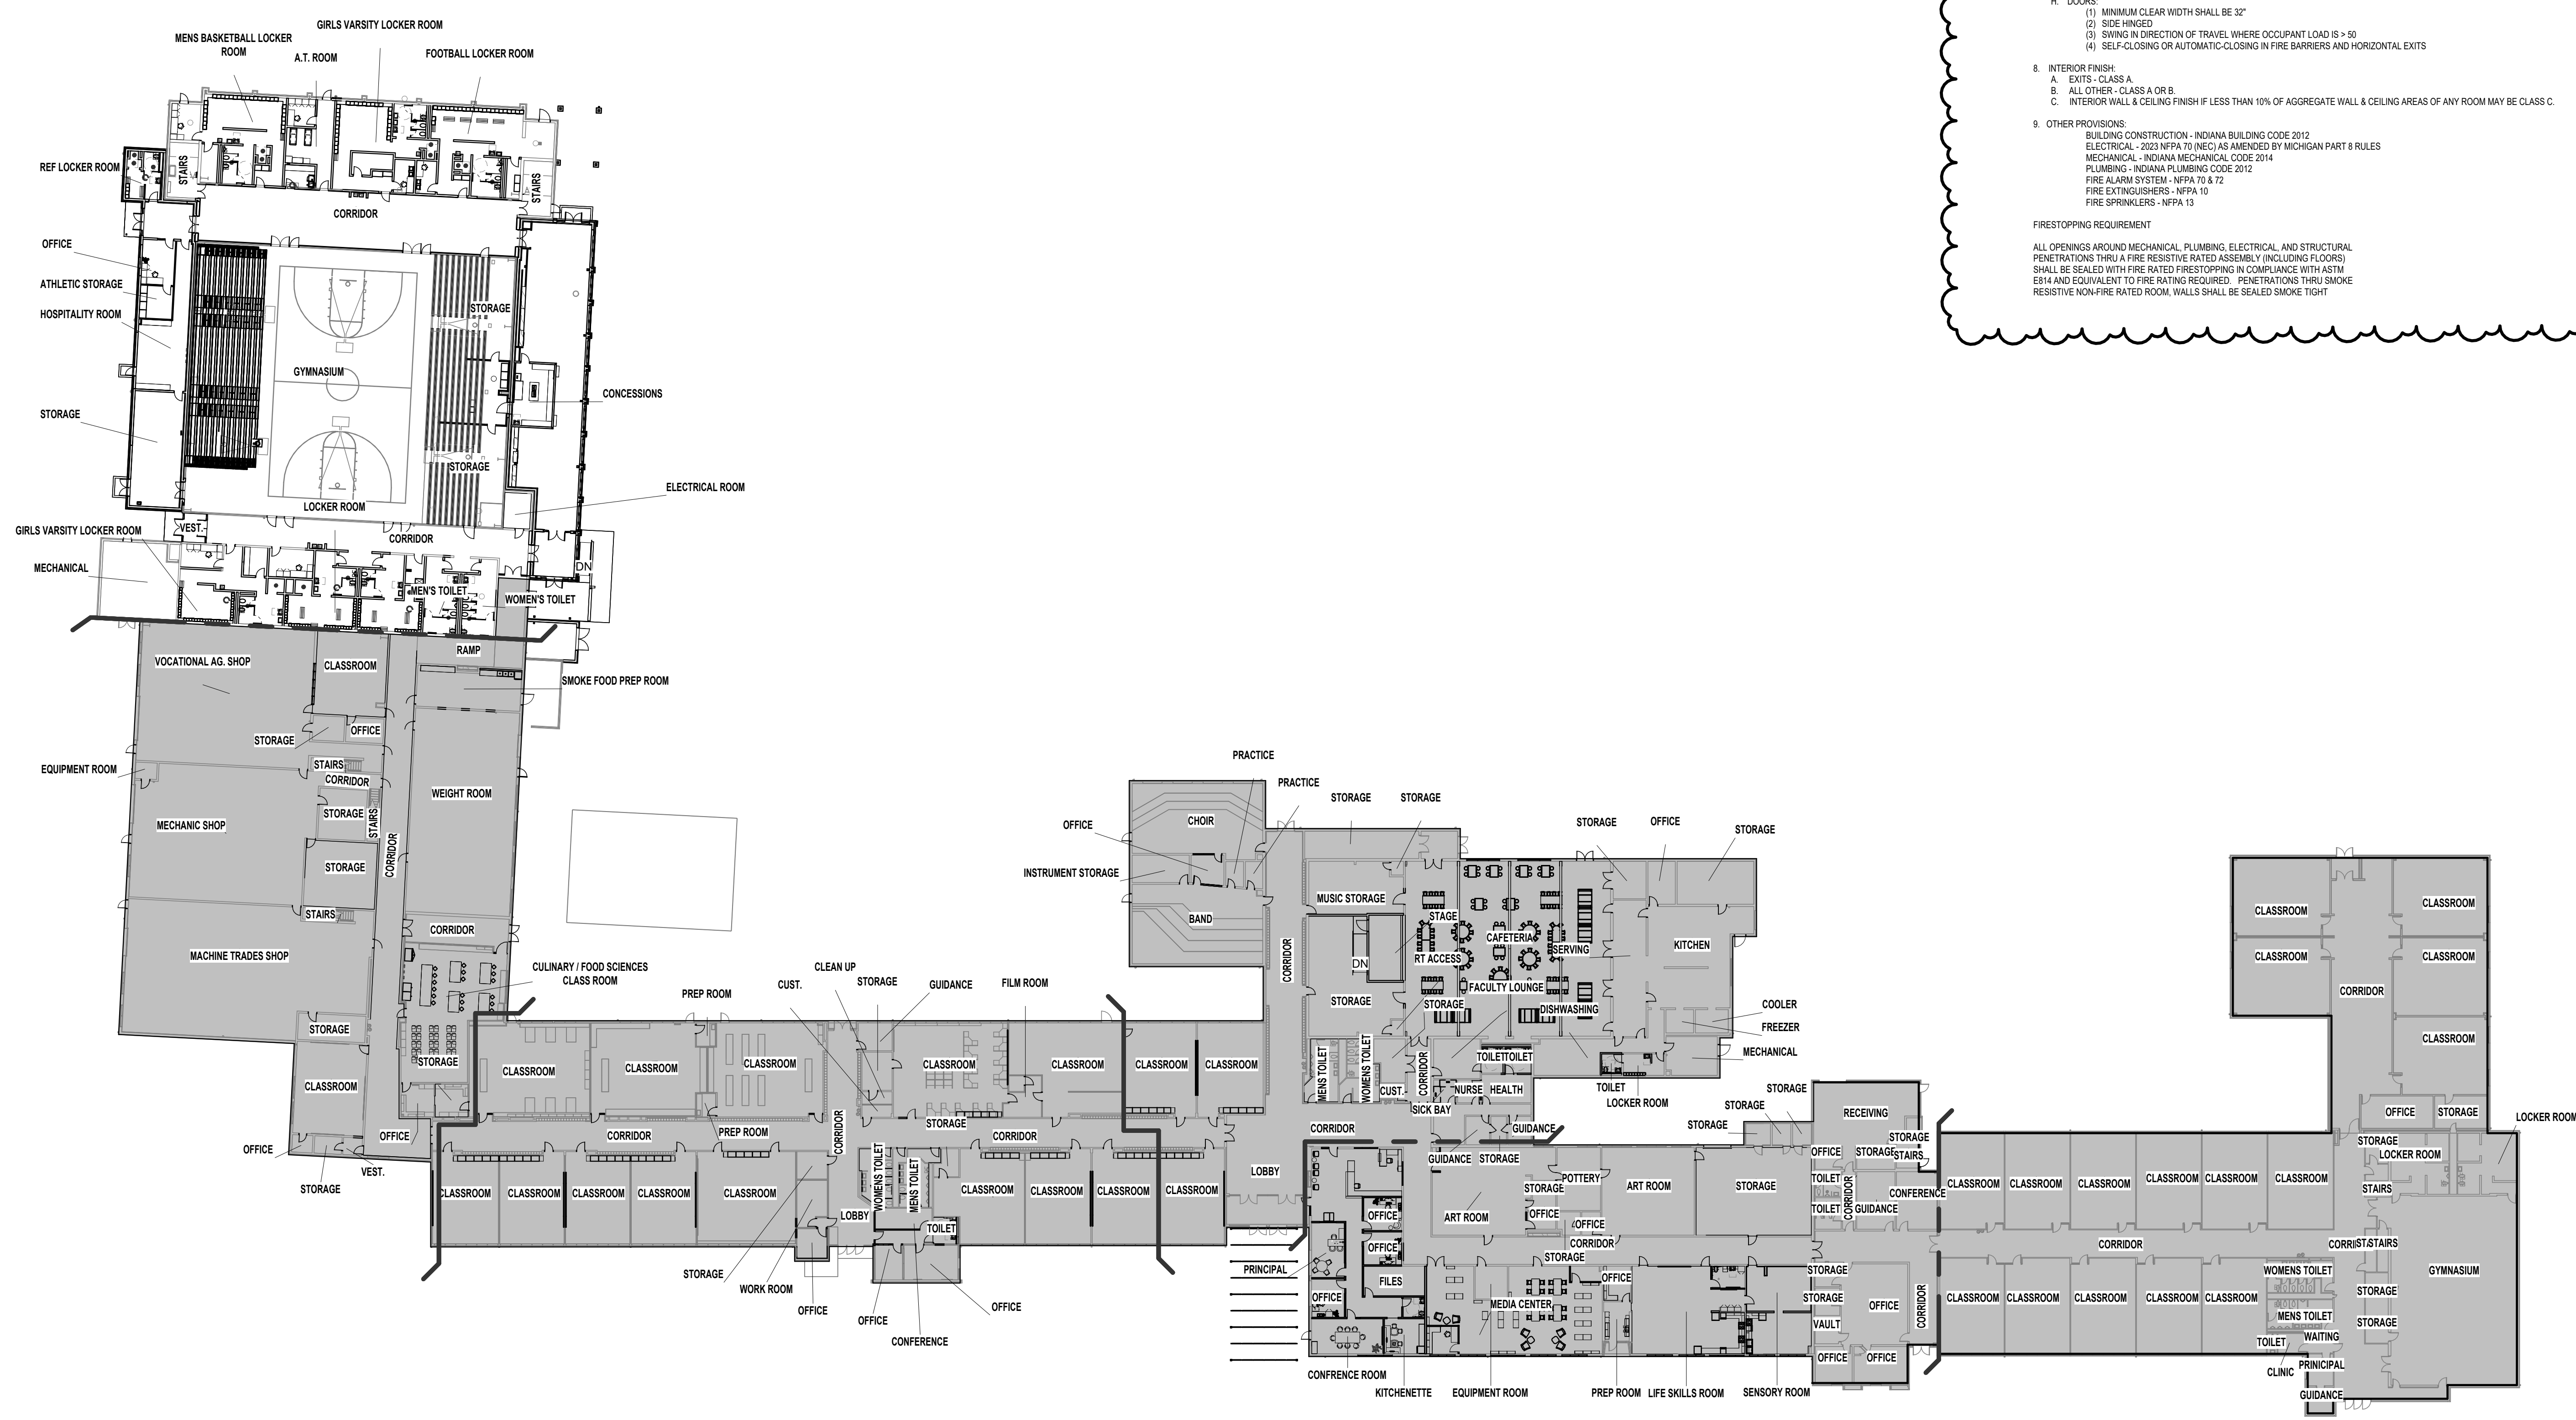 H. DOORS:
(1) MINIMUM CLEAR WIDTH SHALL BE 32"
(2) SIDE HINGED
(3) SWING IN DIRECTION OF TRAVEL WHERE OCCUPANT LOAD IS > 50
(4) SELF-CLOSING OR AUTOMATIC-CLOSING IN FIRE BARRIERS AND HORIZONTAL EXITS
8. INTERIOR FINISH:
A. EXITS - CLASS A.
B. ALL OTHER - CLASS A OR B.
C. INTERIOR WALL & CEILING FINISH IF LESS THAN 10% OF AGGREGATE WALL & CEILING AREAS OF ANY ROOM MAY BE CLASS C.
9. OTHER PROVISIONS:
BUILDING CONSTRUCTION - INDIANA BUILDING CODE 2012
ELECTRICAL - 2023 NFPA 70 (NEC) AS AMENDED BY MICHIGAN PART 8 RULES
MECHANICAL - INDIANA MECHANICAL CODE 2014
PLUMBING - INDIANA PLUMBING CODE 2012
FIRE ALARM SYSTEM - NFPA 70 & 72
FIRE EXTINGUISHERS - NFPA 10
FIRE SPRINKLERS - NFPA 13
FIRESTOPPING REQUIREMENT
ALL OPENINGS AROUND MECHANICAL, PLUMBING, ELECTRICAL, AND STRUCTURAL
PENETRATIONS THRU A FIRE RESISTIVE RATED ASSEMBLY (INCLUDING FLOORS)
SHALL BE SEALED WITH FIRE RATED FIRESTOPPING IN COMPLIANCE WITH ASTM
E814 AND EQUIVALENT TO FIRE RATING REQUIRED. PENETRATIONS THRU SMOKE
RESISTIVE NON-FIRE RATED ROOM, WALLS SHALL BE SEALED SMOKE TIGHT
GIRLS VARSITY LOCKER ROOM
MENS BASKETBALL LOCKER
ROOM
A.T. ROOM
FOOTBALL LOCKER ROOM
REF LOCKER ROOM
STAIRS
STAIRS
CORRIDOR
OFFICE
ATHLETIC STORAGE
HOSPITALITY ROOM
STORAGE
GYMNASIUM
CONCESSIONS
STORAGE
STORAGE
ELECTRICAL ROOM
LOCKER ROOM
VEST.
GIRLS VARSITY LOCKER ROOM
CORRIDOR
MECHANICAL
DN
MEN'S TOILET
WOMEN'S TOILET
RAMP
VOCATIONAL AG. SHOP
CLASSROOM
SMOKE FOOD PREP ROOM
OFFICE
STORAGE
STAIRS
EQUIPMENT ROOM
CORRIDOR
WEIGHT ROOM
STORAGE
STAIRS
MECHANIC SHOP
CORRIDOR
STORAGE
STAIRS
CORRIDOR
MACHINE TRADES SHOP
CULINARY / FOOD SCIENCES
CLASS ROOM
STORAGE
STORAGE
CLASSROOM
OFFICE
OFFICE
VEST.
STORAGE
PREP ROOM
CUST.
CLEAN UP
STORAGE
GUIDANCE
FILM ROOM
CLASSROOM
CLASSROOM
CLASSROOM
CLASSROOM
CLASSROOM
CLASSROOM
CLASSROOM
CORRIDOR
PREP ROOM
CORRIDOR
STORAGE
CORRIDOR
CLASSROOM
CLASSROOM
CLASSROOM
CLASSROOM
CLASSROOM
LOBBY
WOMENS TOILET
MENS TOILET
TOILET
CLASSROOM
CLASSROOM
CLASSROOM
CLASSROOM
STORAGE
WORK ROOM
OFFICE
OFFICE
CONFERENCE
OFFICE
PRACTICE
PRACTICE
STORAGE
STORAGE
OFFICE
CHOIR
INSTRUMENT STORAGE
BAND
CORRIDOR
MUSIC STORAGE
STORAGE
OFFICE
STORAGE
STAGE
CAFETERIA
SERVING
KITCHEN
RT ACCESS
DN
STORAGE
FACULTY LOUNGE
STORAGE
DISHWASHING
COOLER
FREEZER
MECHANICAL
MENS TOILET
WOMENS TOILET
CORRIDOR
TOILET
TOILET
CUST.
NURSE
HEALTH
SICK BAY
TOILET
LOCKER ROOM
CORRIDOR
GUIDANCE
GUIDANCE
STORAGE
LOBBY
STORAGE
STORAGE
STORAGE
RECEIVING
STORAGE
STORAGE
STAIRS
OFFICE
POTTERY
ART ROOM
STORAGE
TOILET
TOILET
CORRIDOR
GUIDANCE
CONFERENCE
STORAGE
ART ROOM
OFFICE
OFFICE
OFFICE
OFFICE
CORRIDOR
STORAGE
PRINCIPAL
FILES
OFFICE
OFFICE
MEDIA CENTER
STORAGE
STORAGE
VAULT
OFFICE
CORRIDOR
OFFICE
OFFICE
CONFRENCE ROOM
KITCHENETTE
EQUIPMENT ROOM
PREP ROOM
LIFE SKILLS ROOM
SENSORY ROOM
CLASSROOM
CLASSROOM
CLASSROOM
CLASSROOM
CORRIDOR
CLASSROOM
OFFICE
STORAGE
LOCKER ROOM
STORAGE
LOCKER ROOM
CLASSROOM
CLASSROOM
CLASSROOM
CLASSROOM
CLASSROOM
CLASSROOM
STAIRS
CORRIDOR
STAIRS
GYMNASIUM
WOMENS TOILET
CLASSROOM
CLASSROOM
CLASSROOM
CLASSROOM
CLASSROOM
STORAGE
MENS TOILET
STORAGE
WAITING
TOILET
CLINIC
PRINICIPAL
GUIDANCE